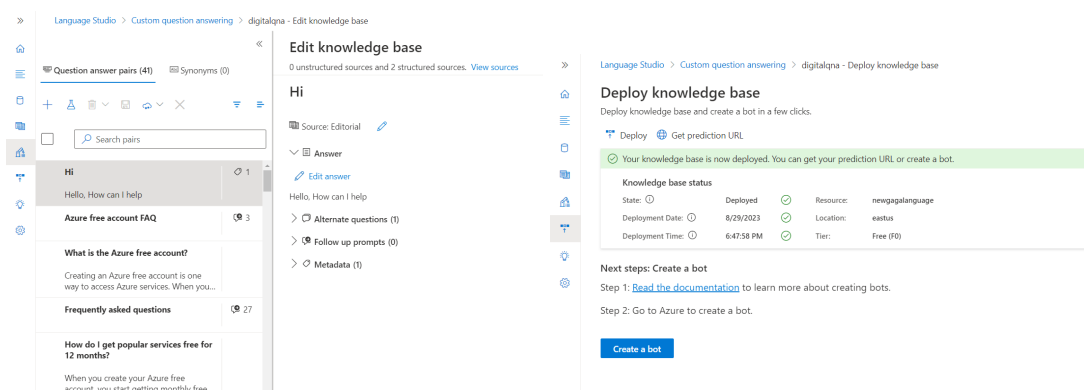 Language Studio > Custom question answering > digitalqna - Edit knowledge base
Question answer pairs (41)
Synonyms (0)
Search pairs
Hi
1
Hello, How can I help
Azure free account FAQ
3
What is the Azure free account?
Creating an Azure free account is one
way to access Azure services. When you...
Frequently asked questions
27
How do I get popular services free for
12 months?
When you create your Azure free
account, you start getting monthly free
Edit knowledge base
0 unstructured sources and 2 structured sources. View sources
Hi
Source: Editorial
Answer
Edit answer
Hello, How can I help
Alternate questions (1)
Follow up prompts (0)
Metadata (1)
Language Studio > Custom question answering > digitalqna - Deploy knowledge base
Deploy knowledge base
Deploy knowledge base and create a bot in a few clicks.
Deploy
Get prediction URL
Your knowledge base is now deployed. You can get your prediction URL or create a bot.
Knowledge base status
State: Deployed Resource: newgagalanguage
Deployment Date: 8/29/2023 Location: eastus
Deployment Time: 6:47:58 PM Tier: Free (F0)
Next steps: Create a bot
Step 1: Read the documentation to learn more about creating bots.
Step 2: Go to Azure to create a bot.
Create a bot